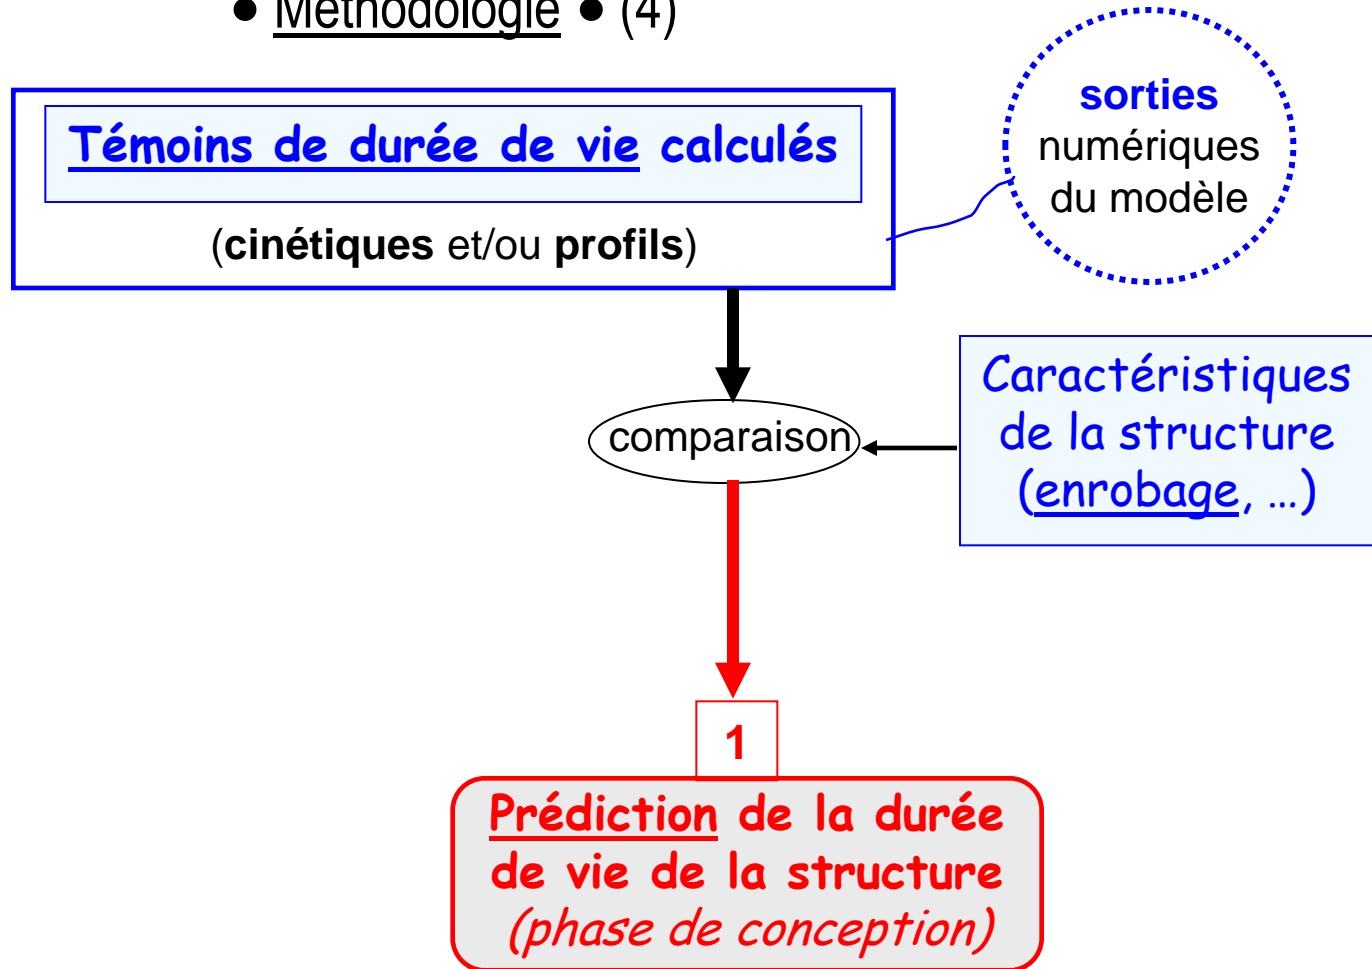 ● Méthodologie ● (4)
Témoins de durée de vie calculés
(cinétiques et/ou profils)
sorties
numériques
du modèle
comparaison
Caractéristiques
de la structure
(enrobage, …)
1
Prédiction de la durée
de vie de la structure
(phase de conception)